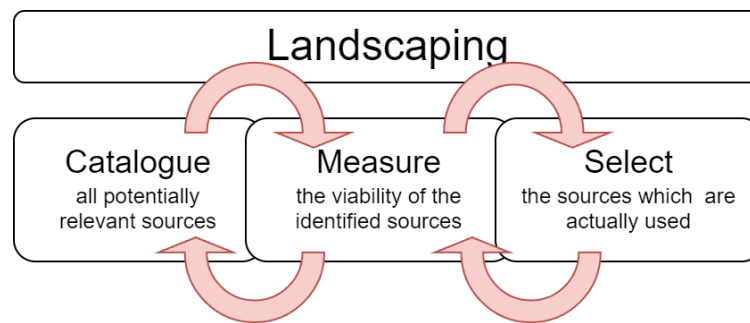 Landscaping
Catalogue
all potentially
relevant sources
Measure
the viability of the
identified sources
Select
the sources which are
actually used